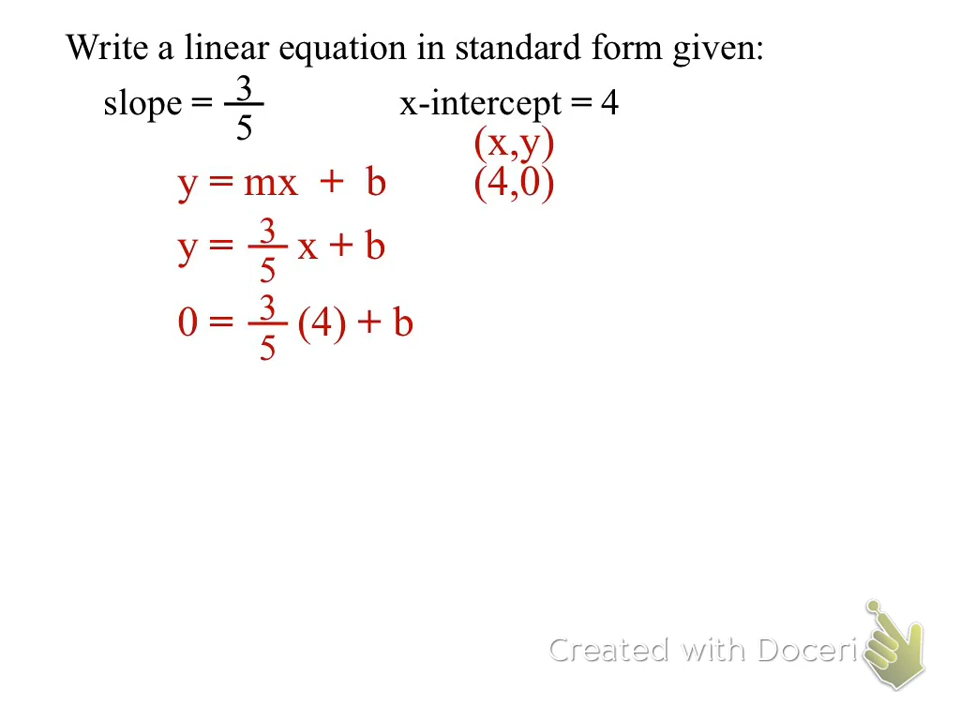 Write a linear equation in standard form given:
slope = 3/5 x-intercept = 4
(x,y)
y = mx + b (4,0)
y = 3/5 x + b
0 = 3/5 (4) + b
Created with Doceri